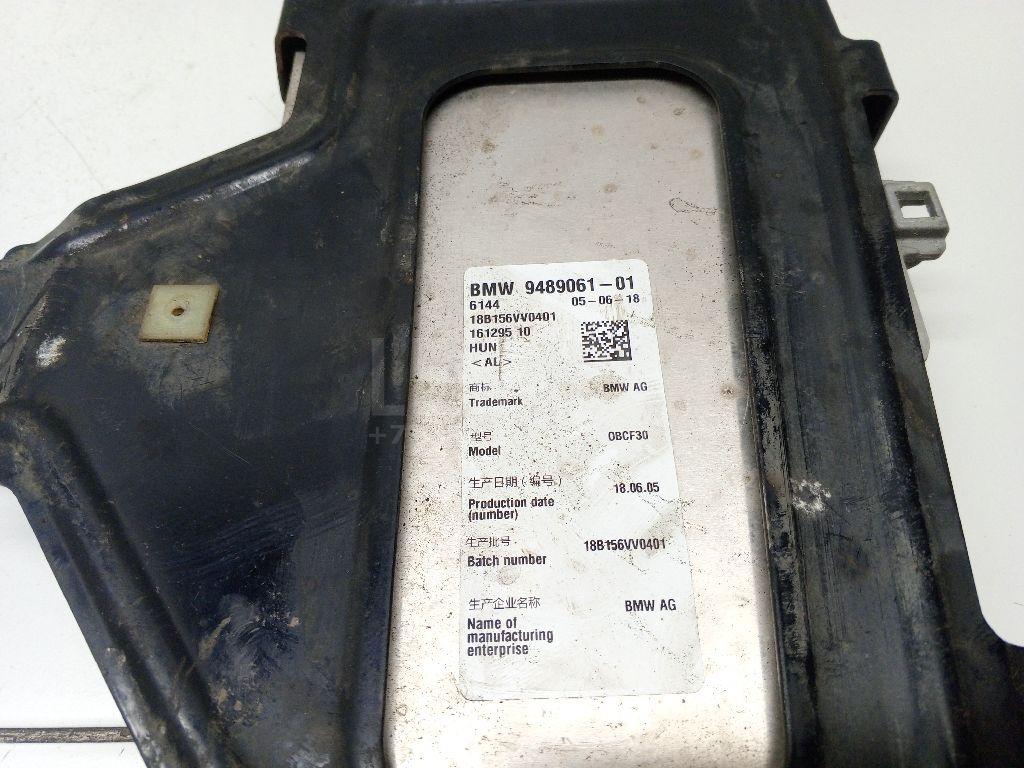 BMW 9489061-01
6144 05-06-18
18B156VV0401
161295 10
HUN
<AL>
商标 BMW AG
Trademark
型号 OBCF30
Model
生产日期(编号) 18.06.05
Production date
(number)
生产批号 18B156VV0401
Batch number
生产企业名称 BMW AG
Name of
manufacturing
enterprise